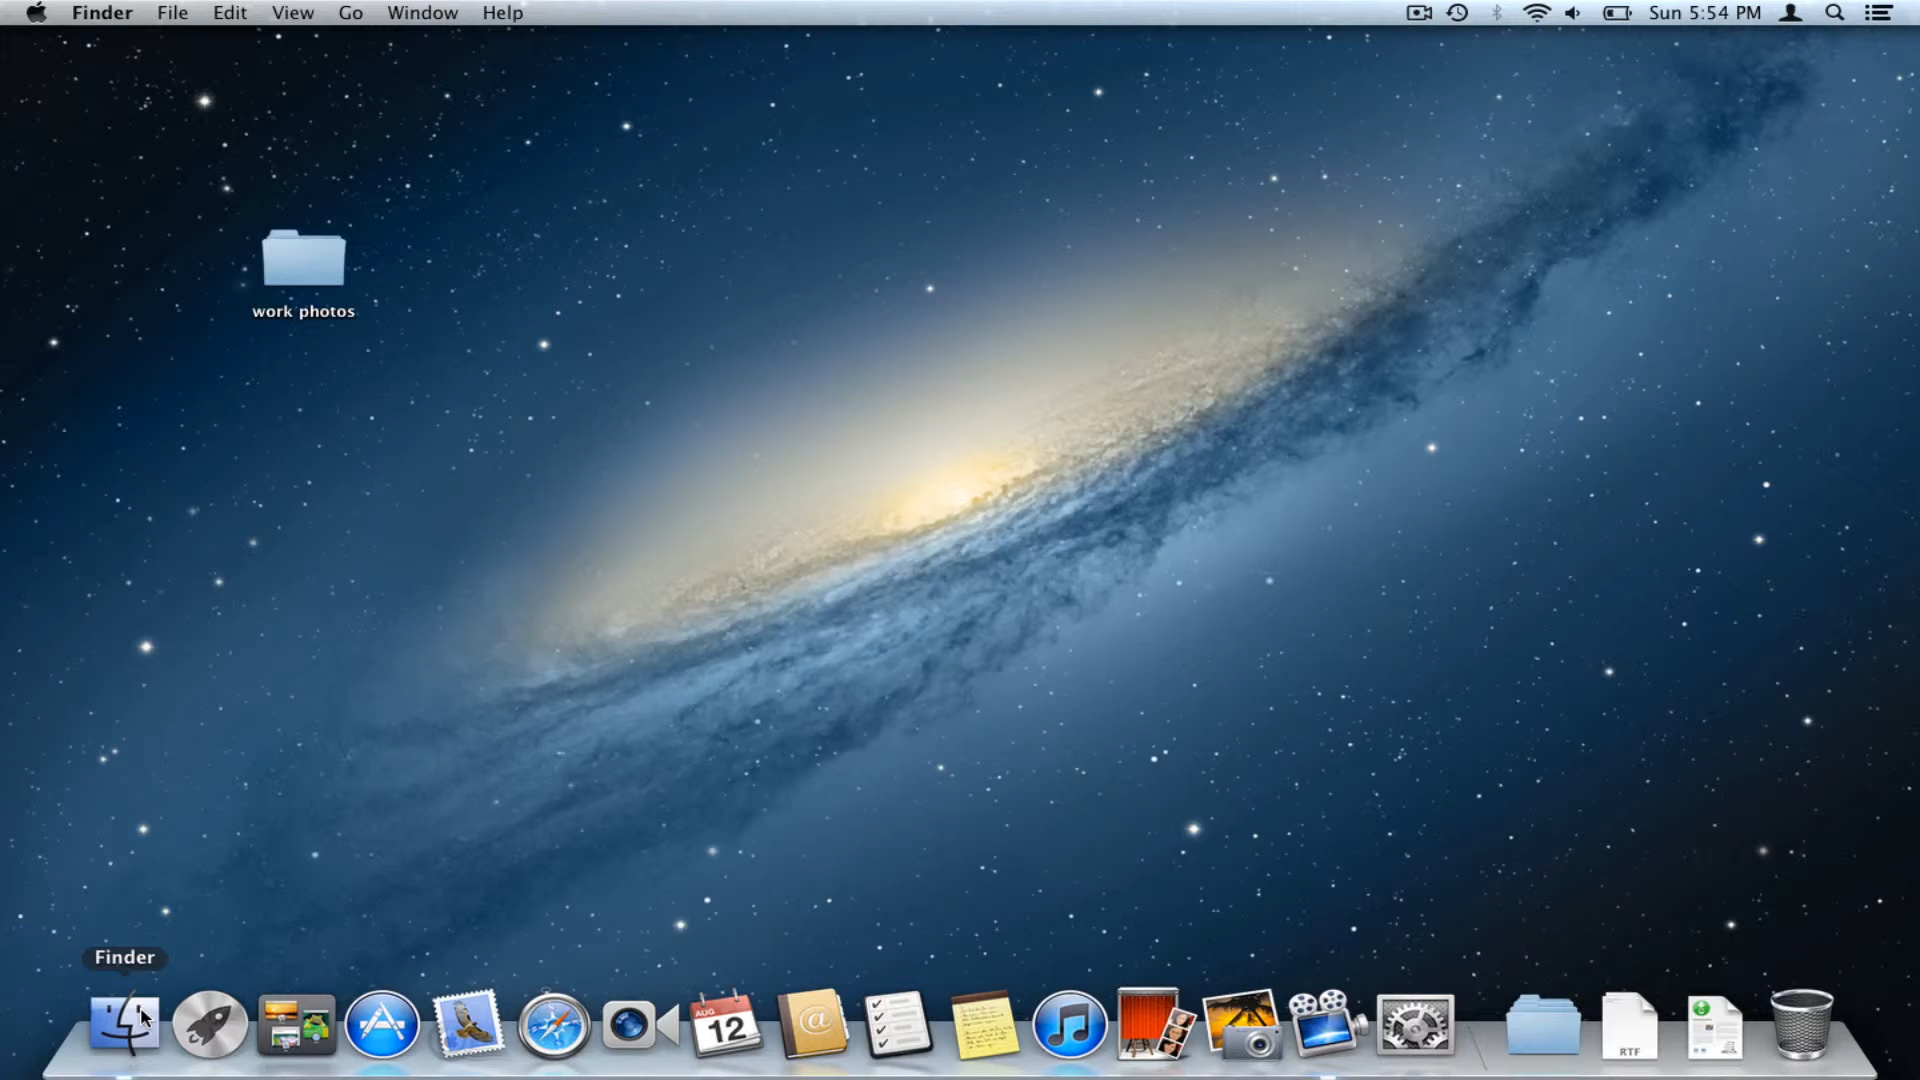 Finder File Edit View Go Window Help Sun 5:54 PM
work photos
Finder
AUG
12
@
RTF